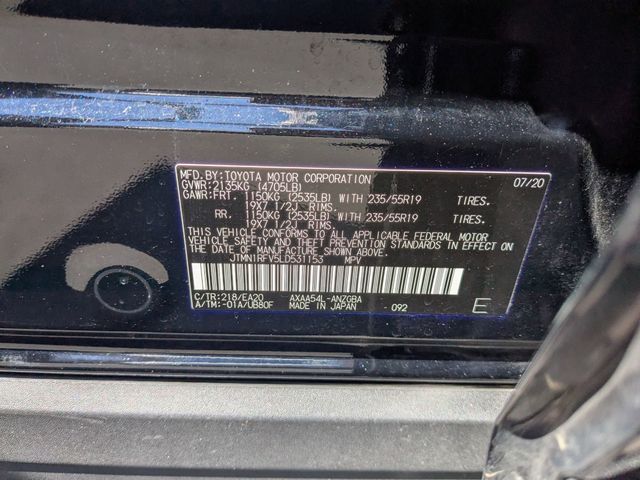 MFD.BY:TOYOTA MOTOR CORPORATION 07/20
GVWR:2135KG (4705LB)
GAWR:FRT. 1150KG (2535LB) WITH 235/55R19 TIRES.
19X7 1/2J RIMS.
RR. 1150KG (2535LB) WITH 235/55R19 TIRES.
19X7 1/2J RIMS.
THIS VEHICLE CONFORMS TO ALL APPLICABLE FEDERAL MOTOR
VEHICLE SAFETY AND THEFT PREVENTION STANDARDS IN EFFECT
ON THE DATE OF MANUFACTURE SHOWN ABOVE.
JTMN1RFV5LD531153 MPV
C/TR:218/EA20 AXAA54L-ANZGBA
A/TM:-01A/UB80F MADE IN JAPAN 092 E